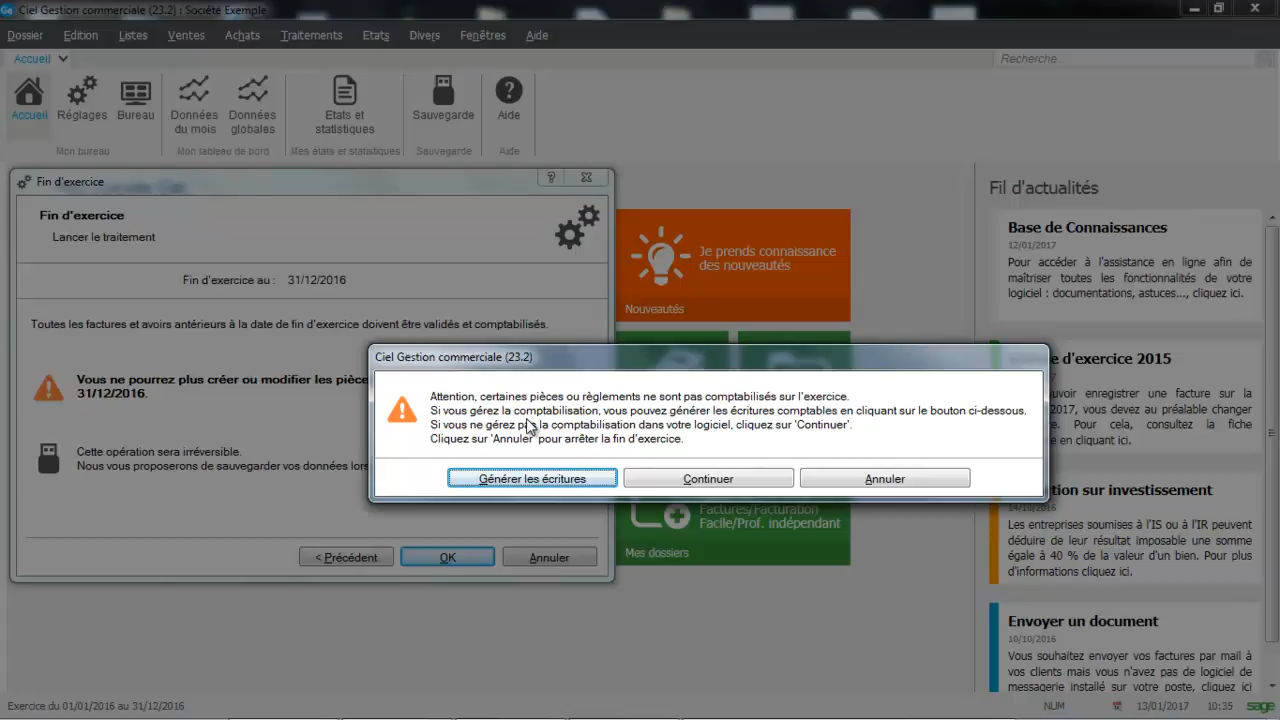 Ciel Gestion commerciale (23.2) : Société Exemple
Dossier Edition Listes Ventes Achats Traitements Etats Divers Fenêtres Aide
Accueil
Recherche...
Accueil Réglages Bureau Données du mois Données globales Etats et statistiques Sauvegarde Aide
Mon bureau Mon tableau de bord Mes états et statistiques Sauvegarde Aide
Fin d'exercice
Fin d'exercice
Lancer le traitement
Fin d'exercice au : 31/12/2016
Toutes les factures et avoirs antérieurs à la date de fin d'exercice doivent être validés et comptabilisés.
Vous ne pourrez plus créer ou modifier les pièce
31/12/2016.
Cette opération sera irréversible.
Nous vous proposerons de sauvegarder vos données lors
< Précédent OK Annuler
Je prends connaissance
des nouveautés
Nouveautés
Ciel Gestion commerciale (23.2)
Attention, certaines pièces ou règlements ne sont pas comptabilisés sur l'exercice.
Si vous gérez la comptabilisation, vous pouvez générer les écritures comptables en cliquant sur le bouton ci-dessous.
Si vous ne gérez pas la comptabilisation dans votre logiciel, cliquez sur 'Continuer'.
Cliquez sur 'Annuler' pour arrêter la fin d'exercice.
Générer les écritures Continuer Annuler
Factures/Facturation
Facile/Prof. indépendant
Mes dossiers
Fil d'actualités
Base de Connaissances
12/01/2017
Pour accéder à l'assistance en ligne afin de
maîtriser toutes les fonctionnalités de votre
logiciel : documentations, astuces..., cliquez ici.
d'exercice 2015
voir enregistrer une facture sur la
2017, vous devez au préalable changer
Pour cela, consultez la fiche
e en cliquant ici.
tion sur investissement
14/10/2016
Les entreprises soumises à l'IS ou à l'IR peuvent
déduire de leur résultat imposable une somme
égale à 40 % de la valeur d'un bien. Pour plus
d'informations cliquez ici.
Envoyer un document
10/10/2016
Vous souhaitez envoyer vos factures par mail à
vos clients mais vous n'avez pas de logiciel de
messagerie installé sur votre poste, cliquez ici
Exercice du 01/01/2016 au 31/12/2016
NUM 13/01/2017 10:35 sage